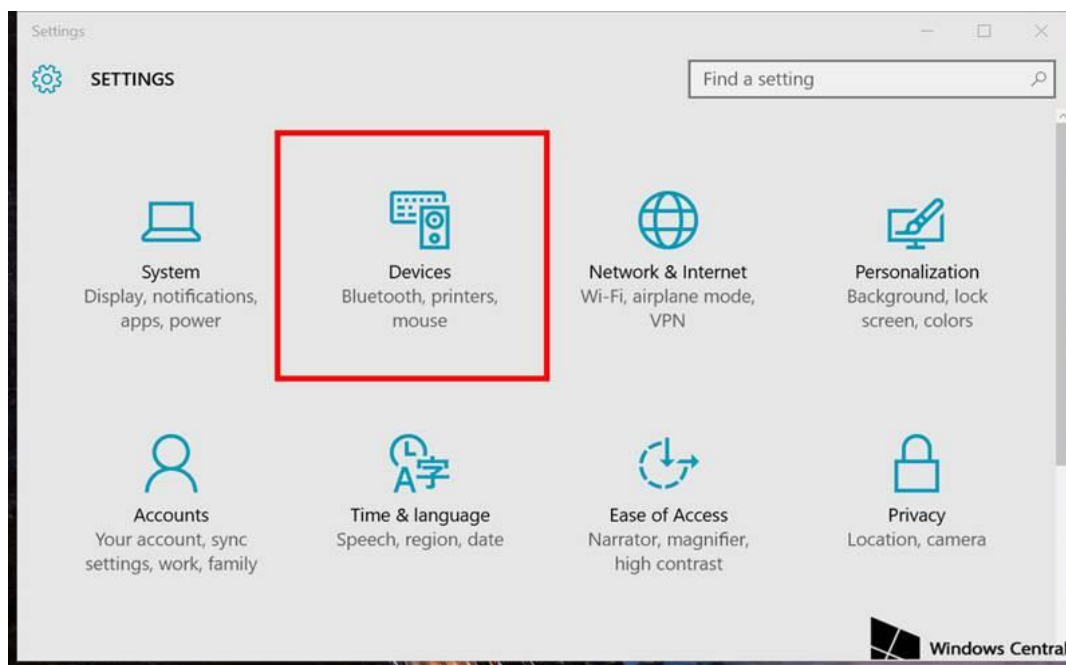 Settings
SETTINGS
Find a setting
System
Display, notifications,
apps, power
Devices
Bluetooth, printers,
mouse
Network & Internet
Wi-Fi, airplane mode,
VPN
Personalization
Background, lock
screen, colors
A字
Accounts
Your account, sync
settings, work, family
Time & language
Speech, region, date
Ease of Access
Narrator, magnifier,
high contrast
Privacy
Location, camera
Windows Central